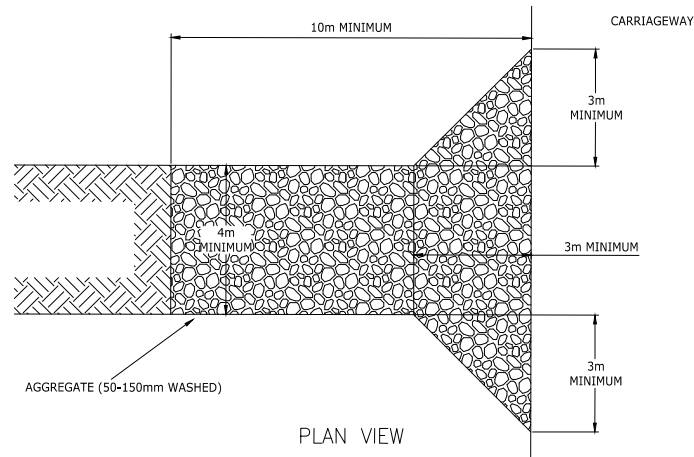 10m MINIMUM
CARRIAGEWAY
3m
MINIMUM
4m
MINIMUM
3m MINIMUM
3m
MINIMUM
AGGREGATE (50-150mm WASHED)
PLAN VIEW